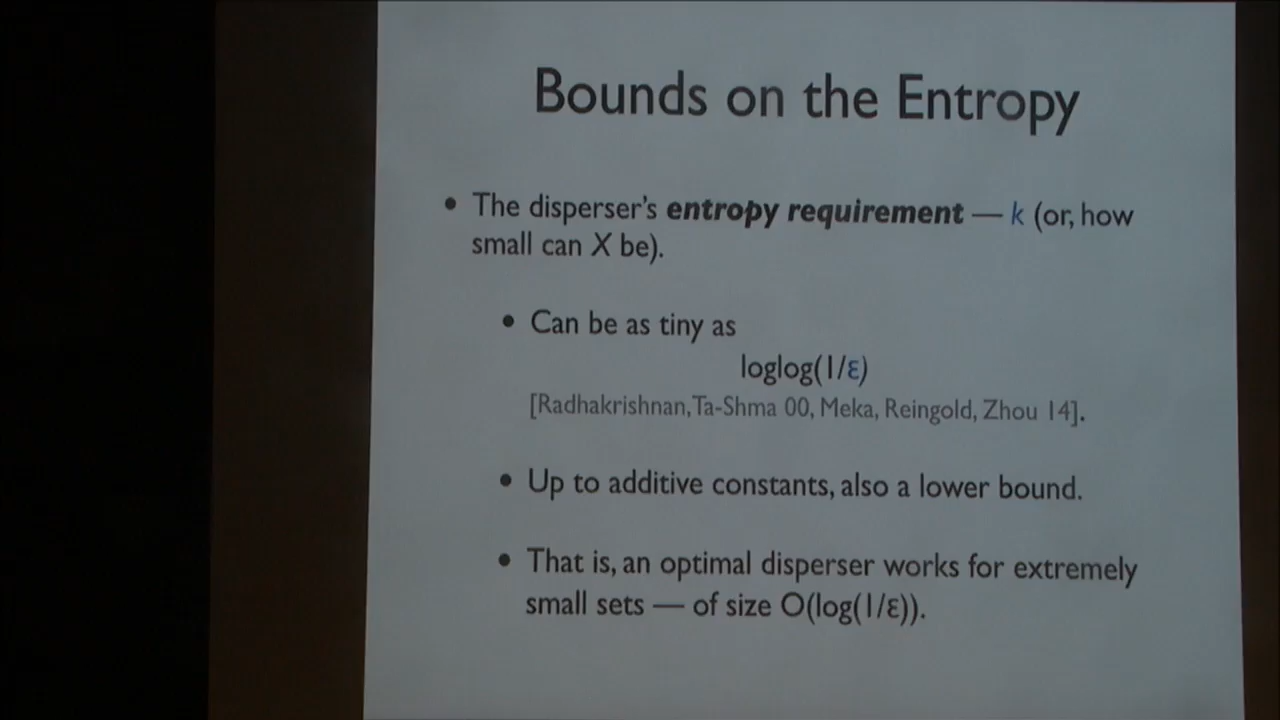 Bounds on the Entropy
• The disperser's entropy requirement — k (or, how
small can X be).
• Can be as tiny as
loglog(1/ε)
[Radhakrishnan, Ta-Shma 00, Meka, Reingold, Zhou 14].
• Up to additive constants, also a lower bound.
• That is, an optimal disperser works for extremely
small sets — of size O(log(1/ε)).